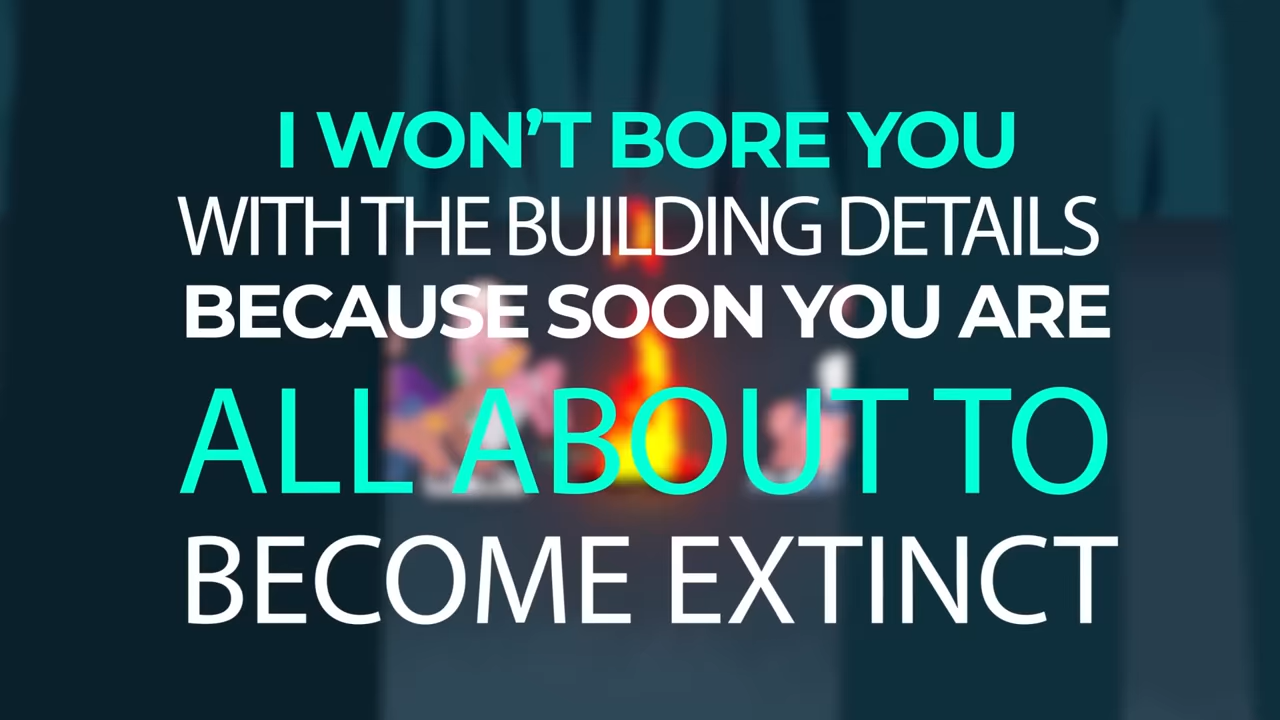 I WON’T BORE YOU
WITH THE BUILDING DETAILS
BECAUSE SOON YOU ARE
ALL ABOUT TO
BECOME EXTINCT